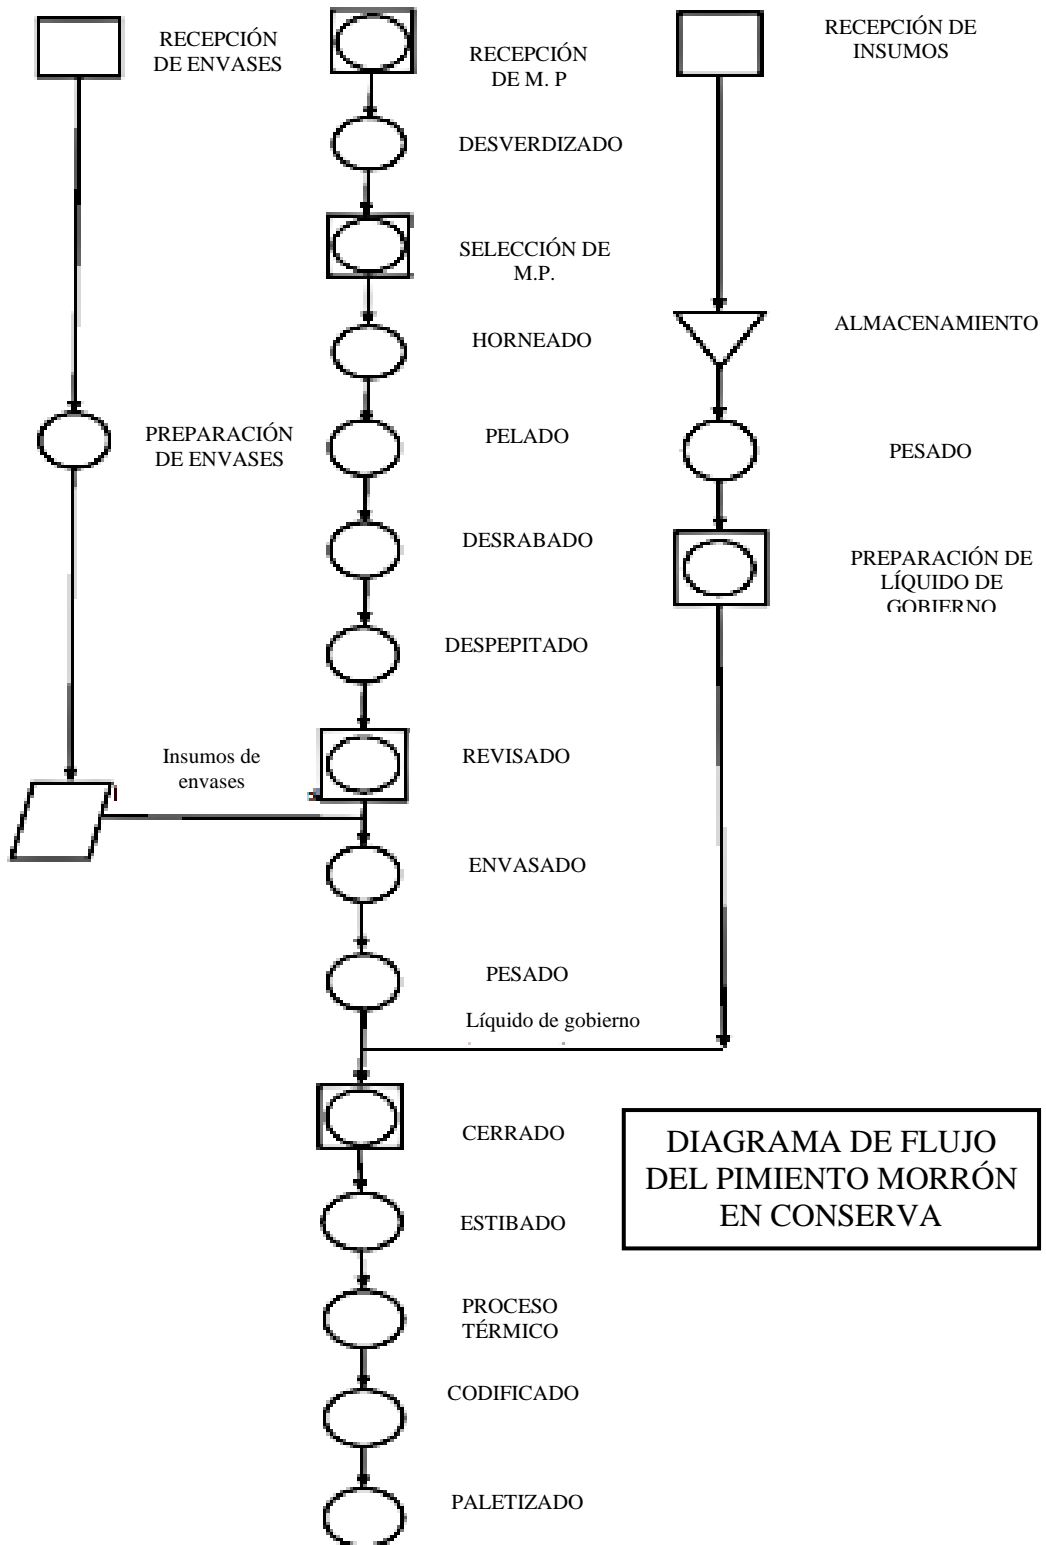 RECEPCIÓN
DE ENVASES
RECEPCIÓN
DE M. P
RECEPCIÓN DE
INSUMOS
DESVERDIZADO
SELECCIÓN DE
M.P.
HORNEADO
ALMACENAMIENTO
PREPARACIÓN
DE ENVASES
PELADO
PESADO
DESRABADO
PREPARACIÓN DE
LÍQUIDO DE
GOBIERNO
DESPEPITADO
Insumos de
envases
REVISADO
ENVASADO
PESADO
Líquido de gobierno
CERRADO
DIAGRAMA DE FLUJO
DEL PIMIENTO MORRÓN
EN CONSERVA
ESTIBADO
PROCESO
TÉRMICO
CODIFICADO
PALETIZADO